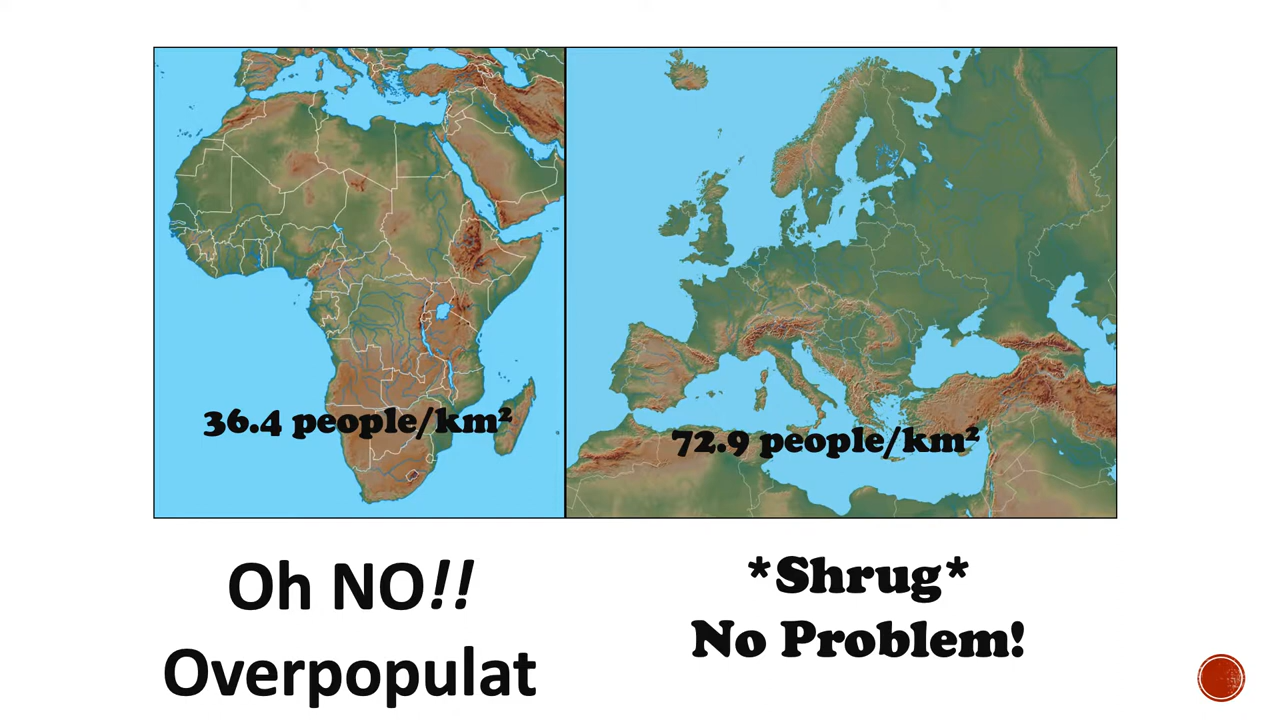 36.4 people/km²
72.9 people/km²
Oh NO!!
Overpopulat
*Shrug*
No Problem!